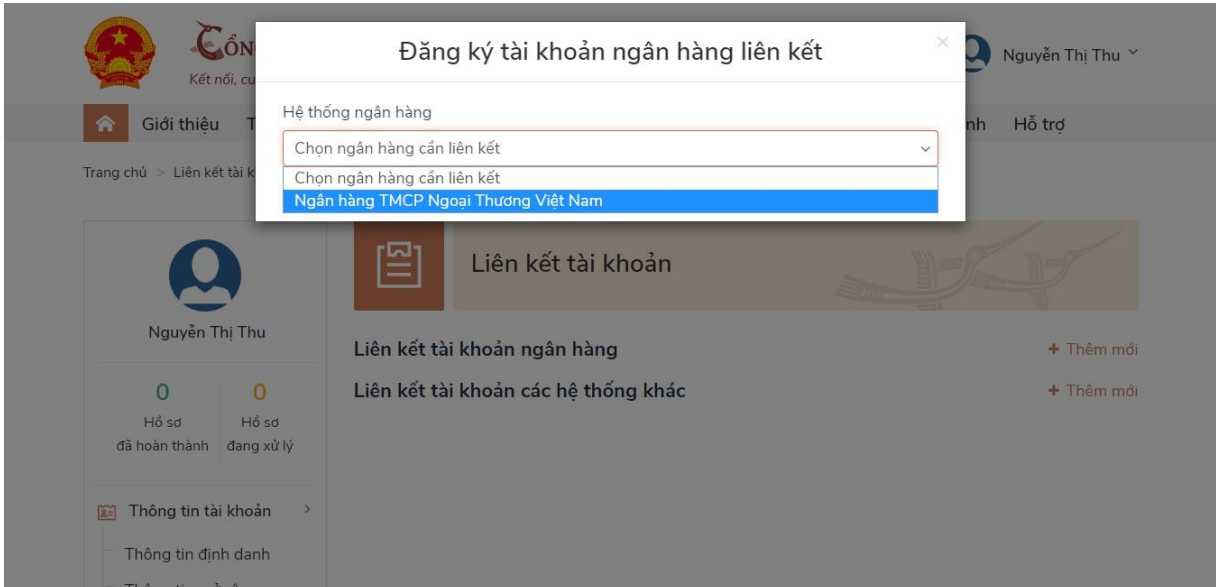 CỔN
Kết nối, cu
Nguyễn Thị Thu
Đăng ký tài khoản ngân hàng liên kết
×
Hệ thống ngân hàng
Chọn ngân hàng cần liên kết
Chọn ngân hàng cần liên kết
Ngân hàng TMCP Ngoại Thương Việt Nam
Giới thiệu T
nh Hỗ trợ
Trang chủ > Liên kết tài k
Liên kết tài khoản
Nguyễn Thị Thu
0 0
Hồ sơ Hồ sơ
đã hoàn thành đang xử lý
Liên kết tài khoản ngân hàng + Thêm mới
Liên kết tài khoản các hệ thống khác + Thêm mới
Thông tin tài khoản >
Thông tin định danh